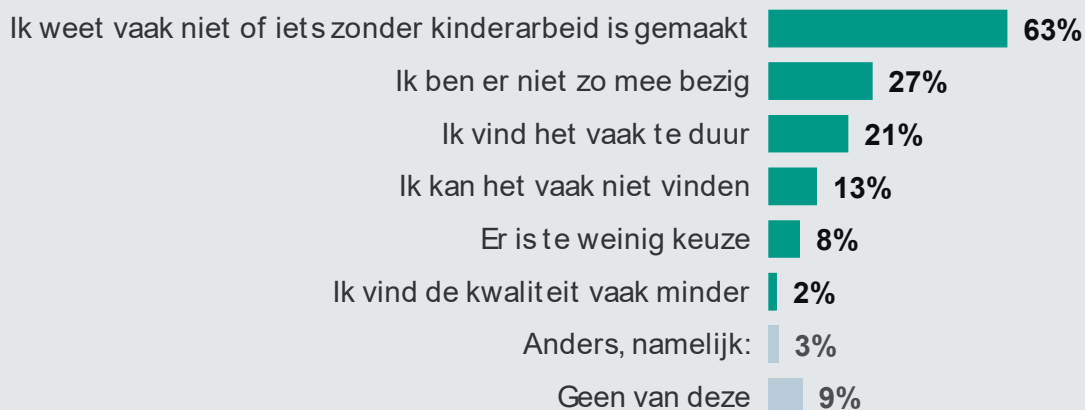 Ik weet vaak niet of iets zonder kinderarbeid is gemaakt 63%
Ik ben er niet zo mee bezig 27%
Ik vind het vaak te duur 21%
Ik kan het vaak niet vinden 13%
Er is te weinig keuze 8%
Ik vind de kwaliteit vaak minder 2%
Anders, namelijk: 3%
Geen van deze 9%